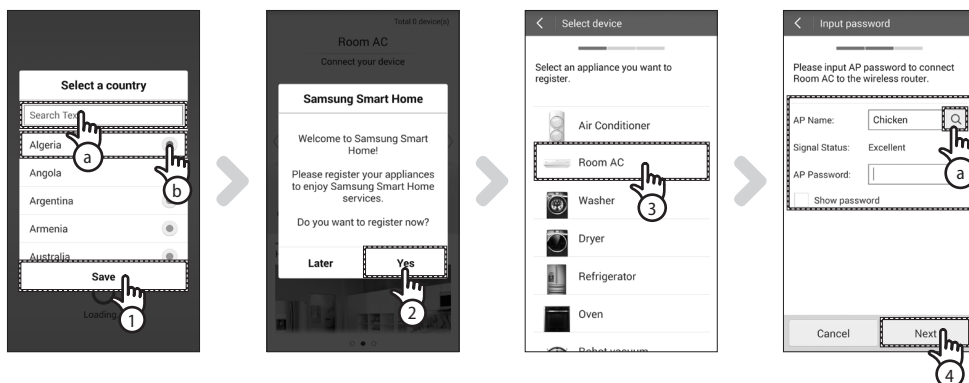 Select a country
Search Tex
a
Algeria
b
Angola
Argentina
Armenia
Australia
Save
1
Loading
Total 0 device(s)
Room AC
Connect your device
Samsung Smart Home
Welcome to Samsung Smart
Home!
Please register your appliances
to enjoy Samsung Smart Home
services.
Do you want to register now?
Later
Yes
2
Select device
Select an appliance you want to
register.
Air Conditioner
Room AC
3
Washer
Dryer
Refrigerator
Oven
Robot vacuum
Input password
Please input AP password to connect
Room AC to the wireless router.
AP Name:
Chicken
a
Signal Status:
Excellent
AP Password:
Show password
Cancel
Next
4